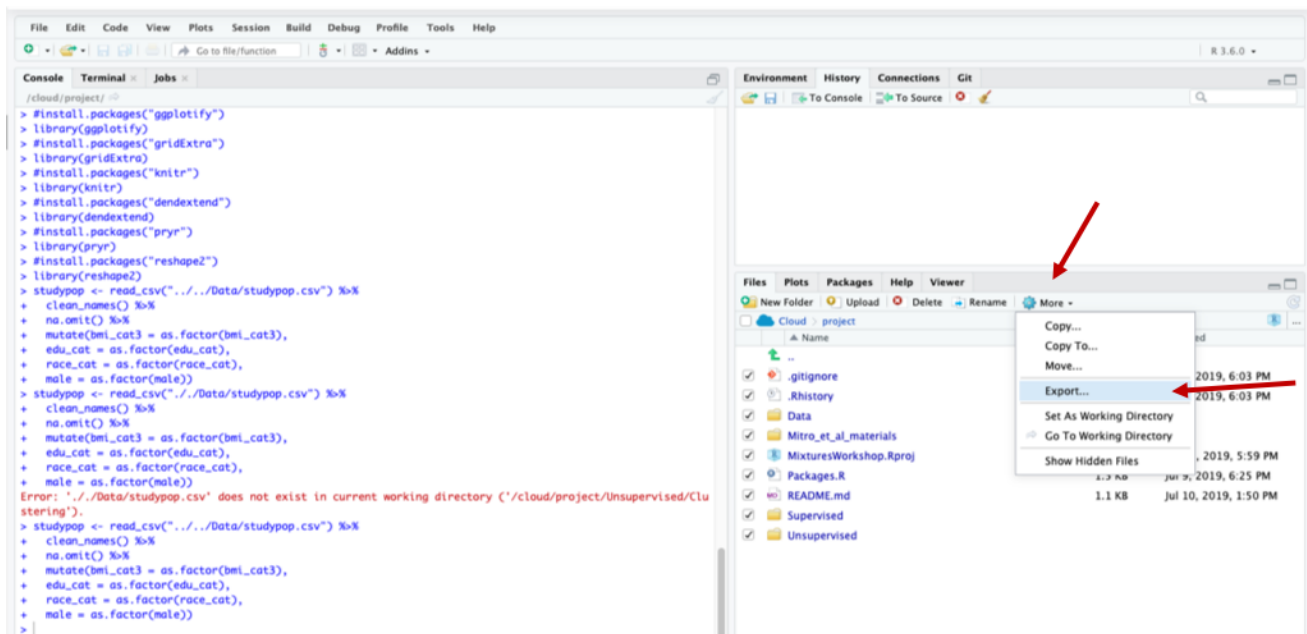 File Edit Code View Plots Session Build Debug Profile Tools Help
Go to file/function Addins R 3.6.0
Console Terminal Jobs
/cloud/project/
> #install.packages("ggplotify")
> library(ggplotify)
> #install.packages("gridExtra")
> library(gridExtra)
> #install.packages("knitr")
> library(knitr)
> #install.packages("dendextend")
> library(dendextend)
> #install.packages("pryr")
> library(pryr)
> #install.packages("reshape2")
> library(reshape2)
> studypop <- read_csv("../../Data/studypop.csv") %>%
+ clean_names() %>%
+ na.omit() %>%
+ mutate(bmi_cat3 = as.factor(bmi_cat3),
+ edu_cat = as.factor(edu_cat),
+ race_cat = as.factor(race_cat),
+ male = as.factor(male))
> studypop <- read_csv("././Data/studypop.csv") %>%
+ clean_names() %>%
+ na.omit() %>%
+ mutate(bmi_cat3 = as.factor(bmi_cat3),
+ edu_cat = as.factor(edu_cat),
+ race_cat = as.factor(race_cat),
+ male = as.factor(male))
Error: '././Data/studypop.csv' does not exist in current working directory ('/cloud/project/Unsupervised/Clu
stering').
> studypop <- read_csv("../../Data/studypop.csv") %>%
+ clean_names() %>%
+ na.omit() %>%
+ mutate(bmi_cat3 = as.factor(bmi_cat3),
+ edu_cat = as.factor(edu_cat),
+ race_cat = as.factor(race_cat),
+ male = as.factor(male))
>
Environment History Connections Git
To Console To Source
Files Plots Packages Help Viewer
New Folder Upload Delete Rename More
Cloud > project
Name
..
.gitignore 2019, 6:03 PM
.Rhistory 2019, 6:03 PM
Data
Mitro_et_al_materials
MixturesWorkshop.Rproj , 2019, 5:59 PM
Packages.R 1.3 KB Jul 9, 2019, 6:25 PM
README.md 1.1 KB Jul 10, 2019, 1:50 PM
Supervised
Unsupervised
Copy...
Copy To...
Move...
Export...
Set As Working Directory
Go To Working Directory
Show Hidden Files